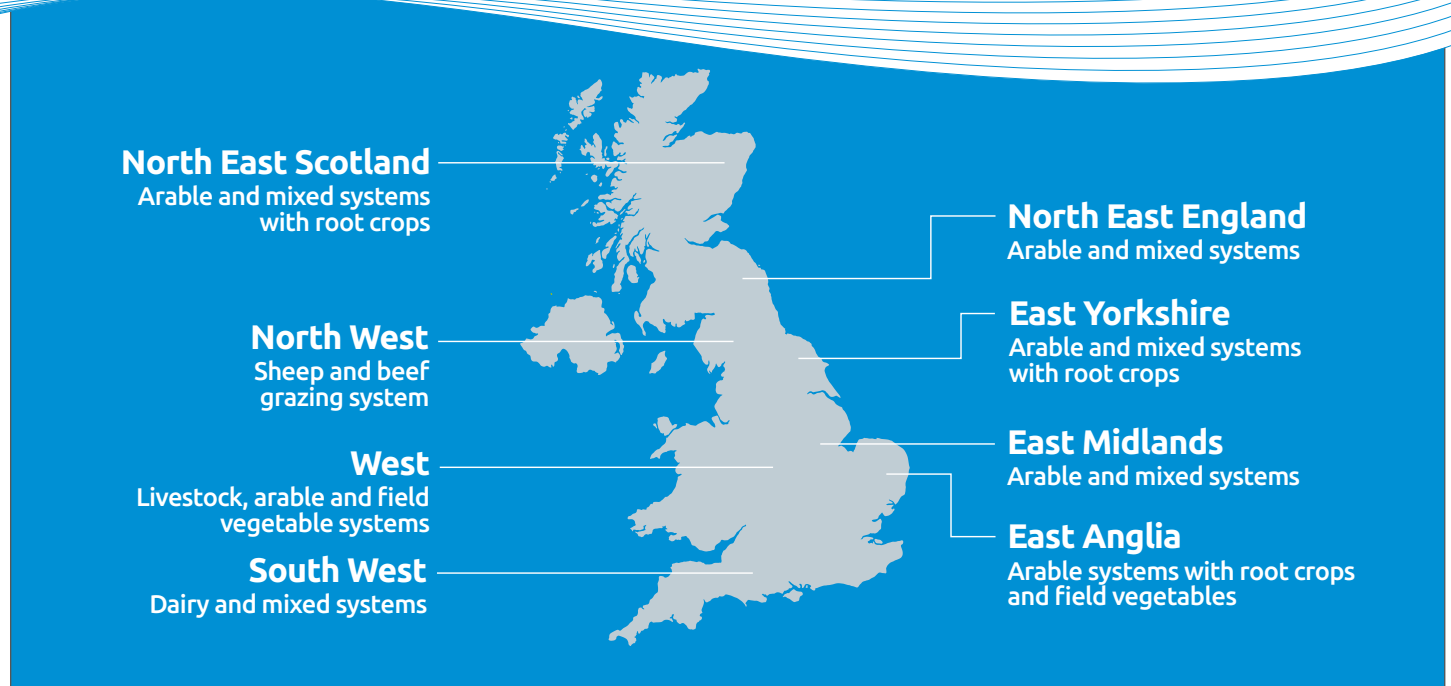 North East Scotland
Arable and mixed systems
with root crops
North West
Sheep and beef
grazing system
West
Livestock, arable and field
vegetable systems
South West
Dairy and mixed systems
North East England
Arable and mixed systems
East Yorkshire
Arable and mixed systems
with root crops
East Midlands
Arable and mixed systems
East Anglia
Arable systems with root crops
and field vegetables